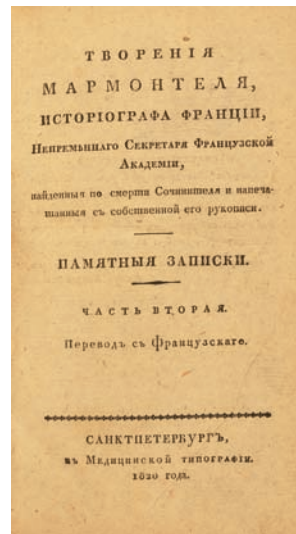 ТВОРЕНІЯ
МАРМОНТЕЛЯ,
ИСТОРІОГРАФА ФРАНЦІИ,
Непремѣннаго Секретаря Французской
Академіи,
найденныя по смерти Сочинителя и напеча-
танныя съ собственной его рукописи.
ПАМЯТНЫЯ ЗАПИСКИ.
ЧАСТЬ ВТОРАЯ.
Переводъ съ французскаго.
САНКТПЕТЕРБУРГЪ,
въ Медицинской типографіи.
1820 года.